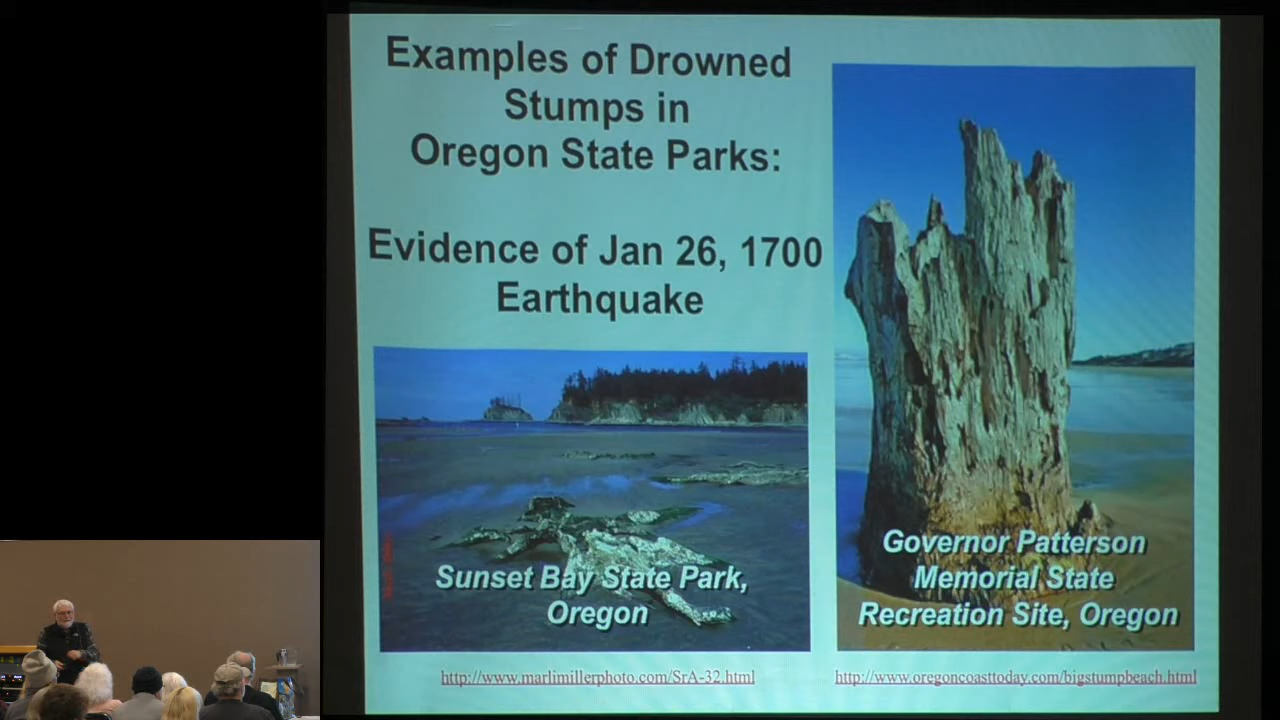 Examples of Drowned
Stumps in
Oregon State Parks:
Evidence of Jan 26, 1700
Earthquake
Sunset Bay State Park,
Oregon
Governor Patterson
Memorial State
Recreation Site, Oregon
http://www.marlimillerphoto.com/SrA-32.html
http://www.oregoncoasttoday.com/bigstumpbeach.html